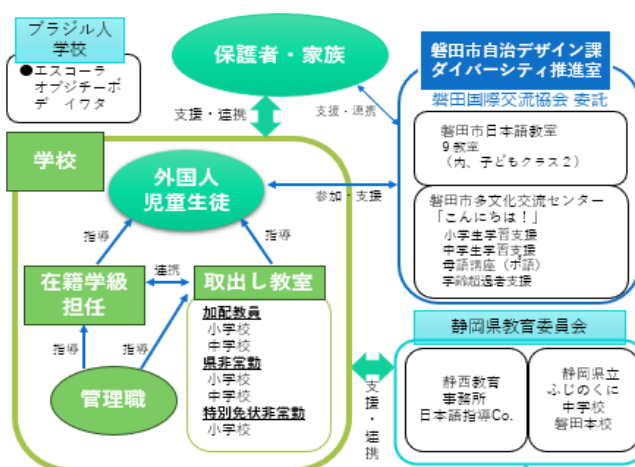 ブラジル人
学校
●エスコーラ
オブジチーボ
デ イワタ
保護者・家族
磐田市自治デザイン課
ダイバーシティ推進室
磐田国際交流協会 委託
支援・連携
支援・連携
磐田市日本語教室
9教室
（内、子どもクラス２）
学校
外国人
児童生徒
参加・支援
磐田市多文化交流センター
「こんにちは！」
小学生学習支援
中学生学習支援
母語講座（ポ語）
学齢超過者支援
指導
指導
在籍学級
担任
連携
取出し教室
加配教員
小学校
中学校
県非常勤
小学校
中学校
特別免状非常勤
小学校
指導
指導
管理職
静岡県教育委員会
支援・連携
静西教育
事務所
日本語指導Co.
静岡県立
ふじのくに
中学校
磐田本校